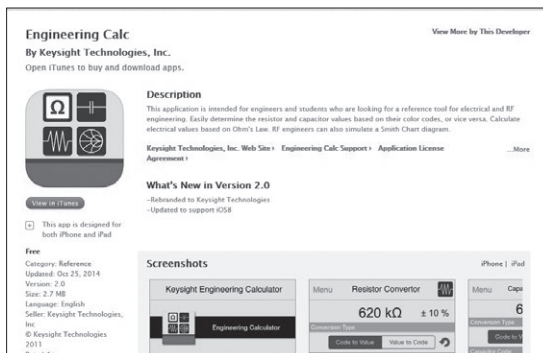 Engineering Calc
View More by This Developer
By Keysight Technologies, Inc.
Open iTunes to buy and download apps.
Description
This application is intended for engineers and students who are looking for a reference tool for electrical and RF
engineering. Easily determine the resistor and capacitor values based on their color codes, or vice versa. Calculate
electrical values based on Ohm's Law. RF engineers can also simulate a Smith Chart diagram.
Keysight Technologies, Inc. Web Site › Engineering Calc Support › Application License
Agreement ›
...More
What's New in Version 2.0
-Rebranded to Keysight Technologies
-Updated to support iOS8
Ω
View in iTunes
+ This app is designed for
both iPhone and iPad
Free
Category: Reference
Updated: Oct 25, 2014
Version: 2.0
Size: 2.7 MB
Language: English
Seller: Keysight Technologies,
Inc
© Keysight Technologies
2011
Screenshots
iPhone | iPad
Keysight Engineering Calculator
Engineering Calculator
Menu Resistor Convertor
620 kΩ ± 10 %
Conversion Type
Code to Value Value to Code
Menu Capa
6
Conversion Type
Code to V